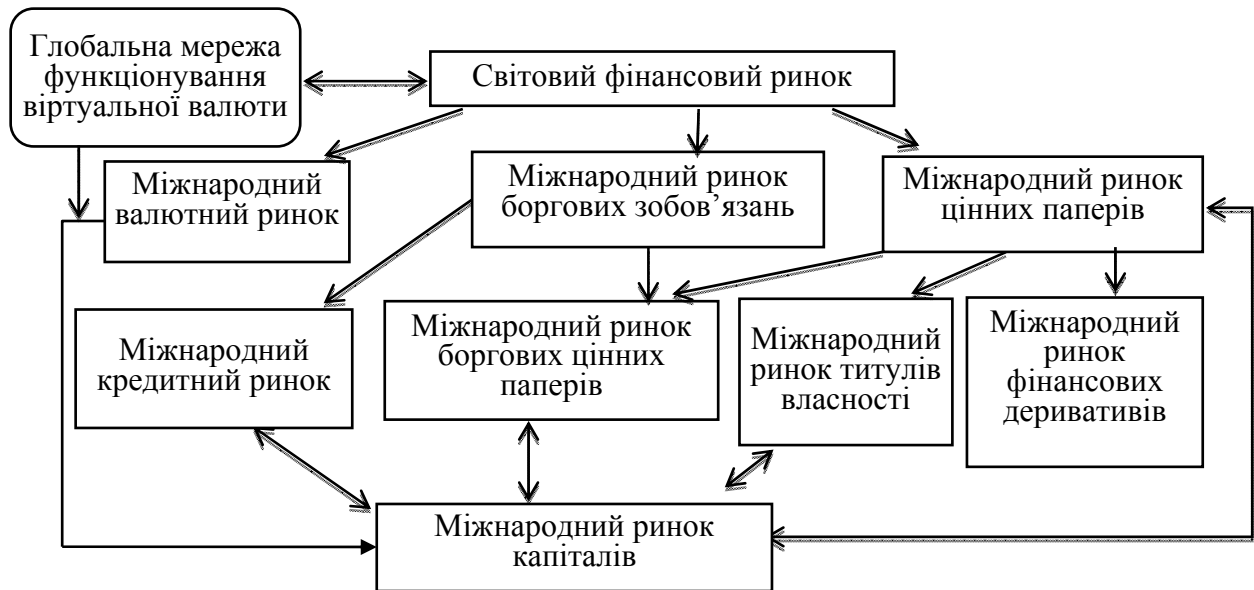 Глобальна мережа
функціонування
віртуальної валюти
Світовий фінансовий ринок
Міжнародний
валютний ринок
Міжнародний ринок
боргових зобов’язань
Міжнародний ринок
цінних паперів
Міжнародний
кредитний ринок
Міжнародний ринок
боргових цінних
паперів
Міжнародний
ринок титулів
власності
Міжнародний
ринок
фінансових
деривативів
Міжнародний ринок
капіталів